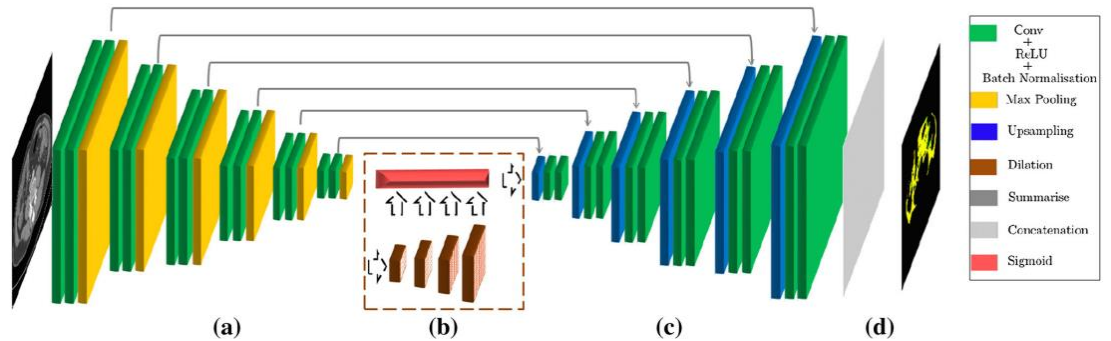 Conv
+
ReLU
+
Batch Normalisation
Max Pooling
Upsampling
Dilation
Summarise
Concatenation
Sigmoid
(a)
(b)
(c)
(d)